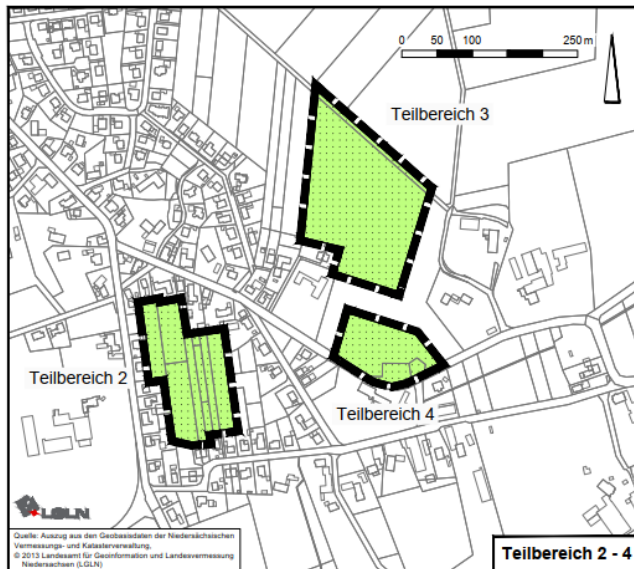 0 50 100 250 m
Teilbereich 3
Teilbereich 2
Teilbereich 4
LGLN
Quelle: Auszug aus den Geobasisdaten der Niedersächsischen
Vermessungs- und Katasterverwaltung,
© 2013 Landesamt für Geoinformation und Landesvermessung
Niedersachsen (LGLN)
Teilbereich 2 - 4